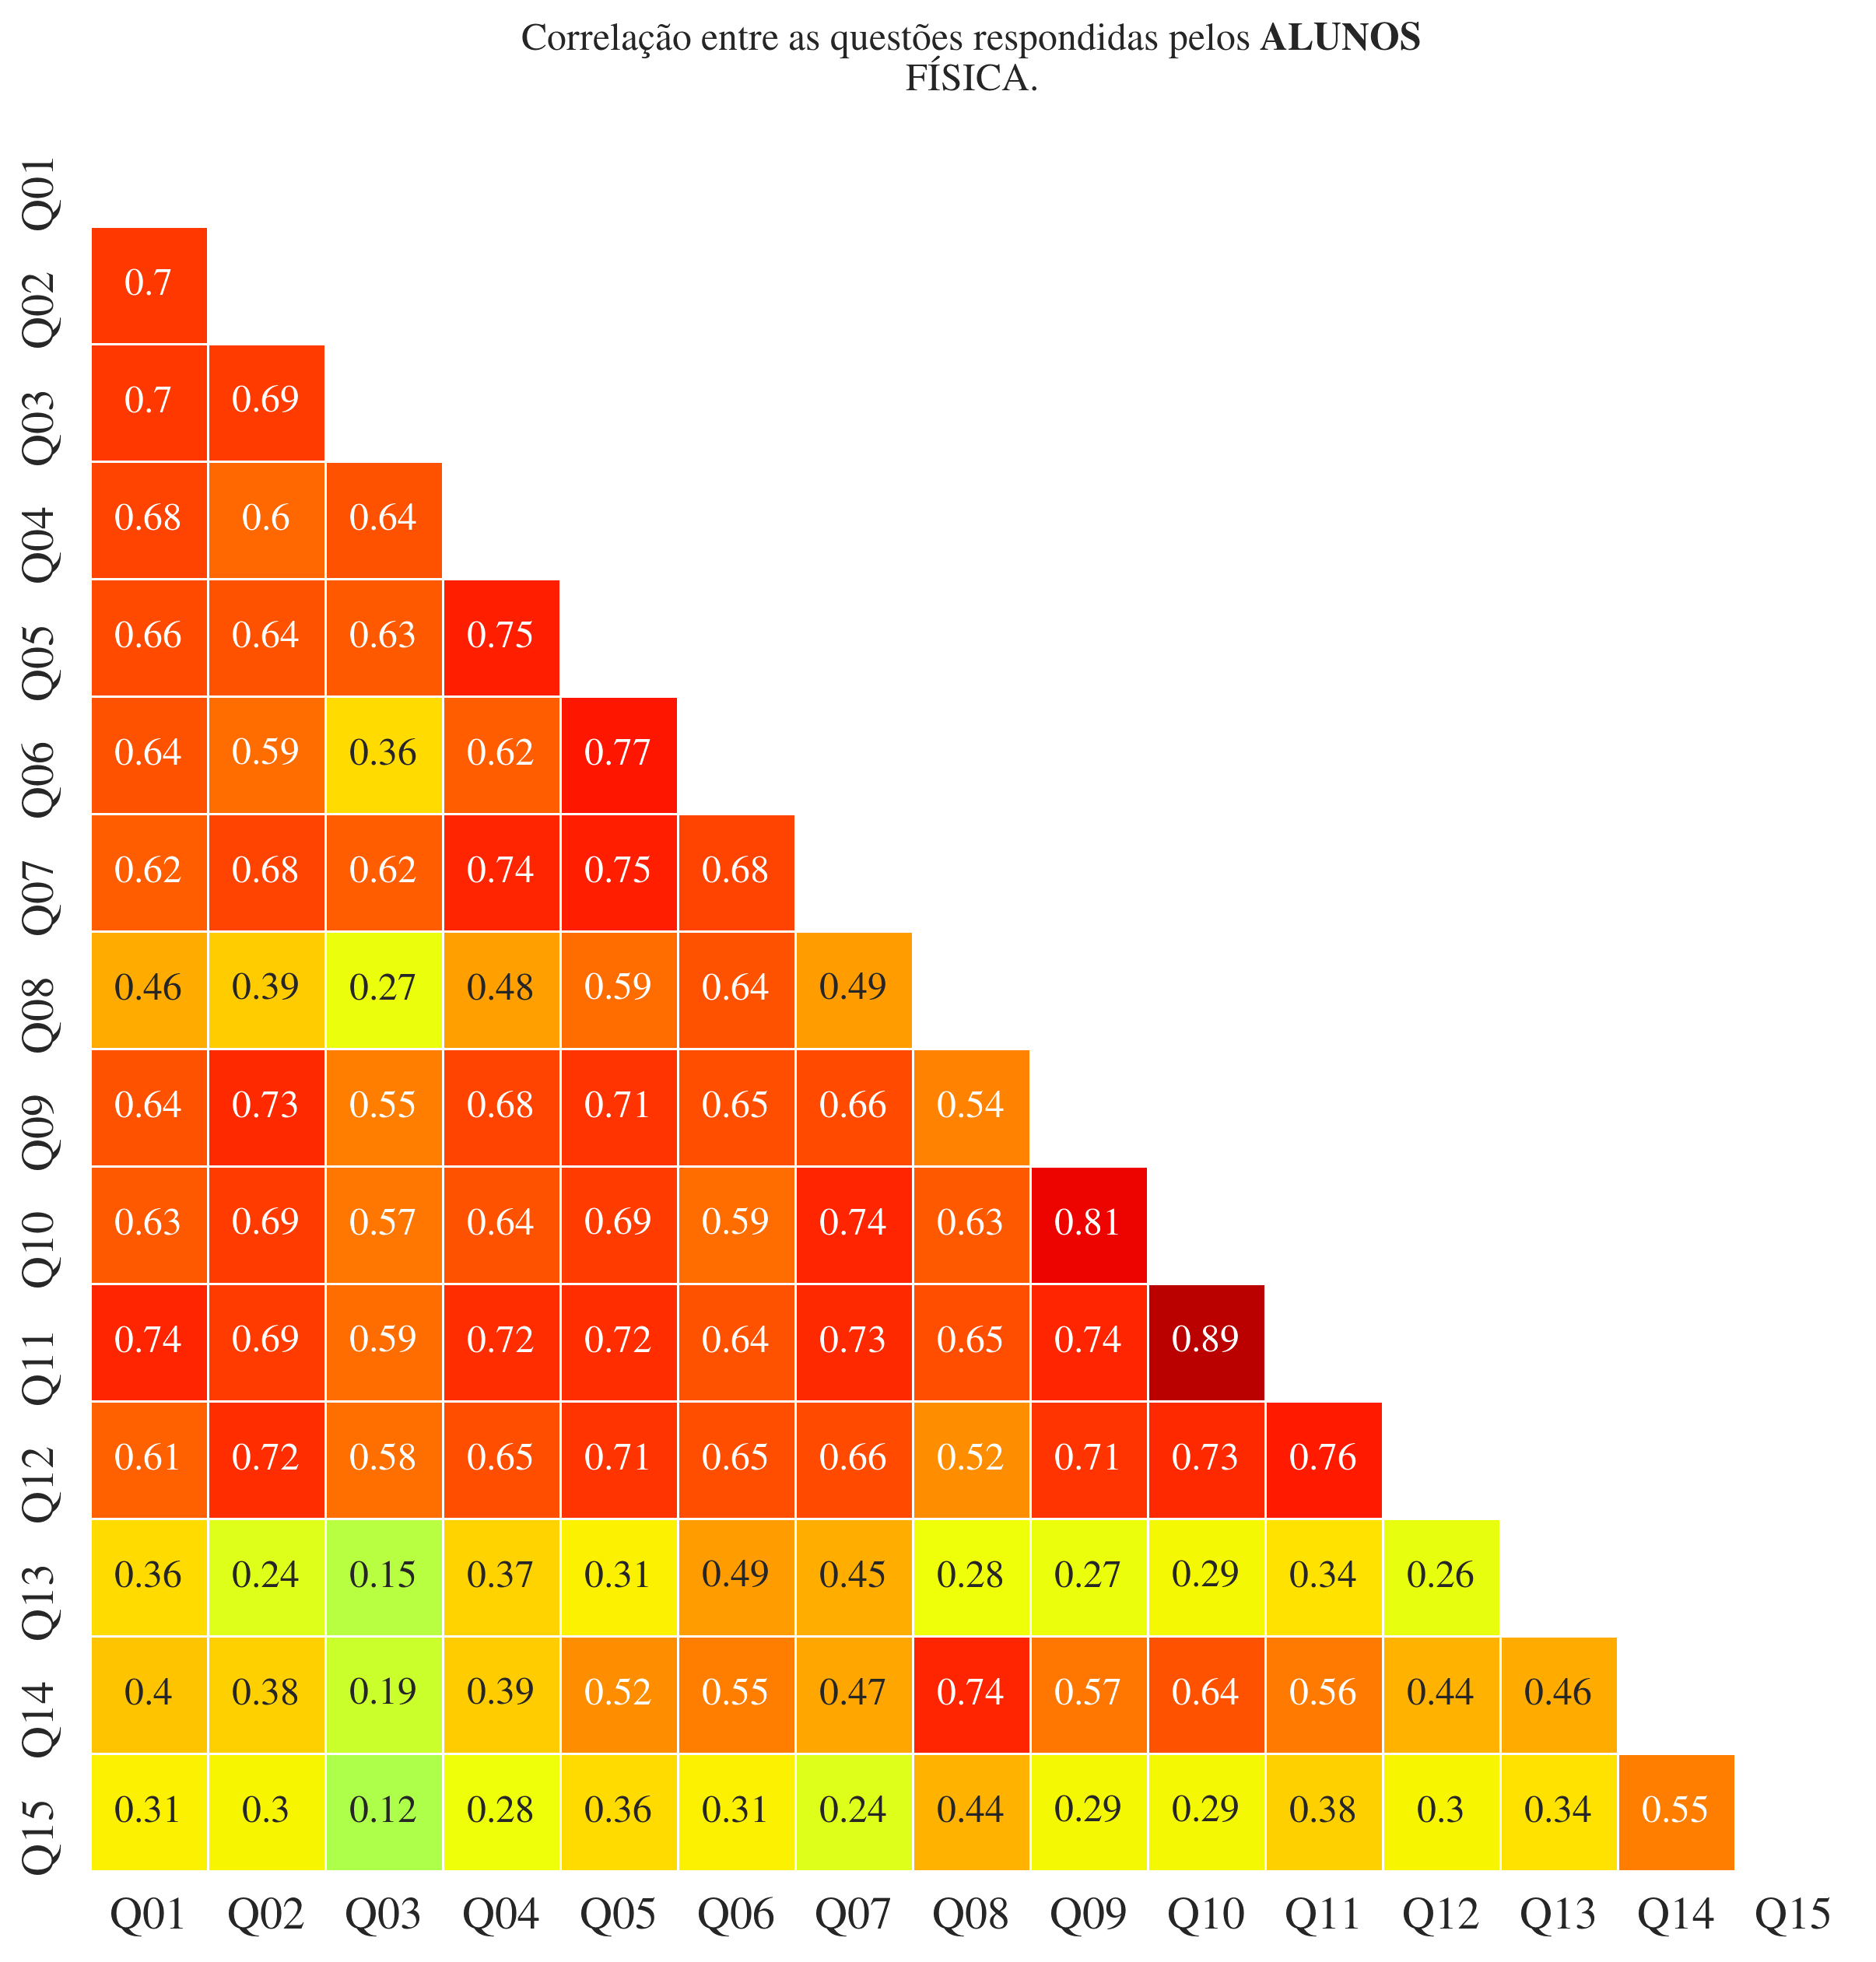 Correlação entre as questões respondidas pelos ALUNOS
FÍSICA.
Q01
Q02 0.7
Q03 0.7 0.69
Q04 0.68 0.6 0.64
Q05 0.66 0.64 0.63 0.75
Q06 0.64 0.59 0.36 0.62 0.77
Q07 0.62 0.68 0.62 0.74 0.75 0.68
Q08 0.46 0.39 0.27 0.48 0.59 0.64 0.49
Q09 0.64 0.73 0.55 0.68 0.71 0.65 0.66 0.54
Q10 0.63 0.69 0.57 0.64 0.69 0.59 0.74 0.63 0.81
Q11 0.74 0.69 0.59 0.72 0.72 0.64 0.73 0.65 0.74 0.89
Q12 0.61 0.72 0.58 0.65 0.71 0.65 0.66 0.52 0.71 0.73 0.76
Q13 0.36 0.24 0.15 0.37 0.31 0.49 0.45 0.28 0.27 0.29 0.34 0.26
Q14 0.4 0.38 0.19 0.39 0.52 0.55 0.47 0.74 0.57 0.64 0.56 0.44 0.46
Q15 0.31 0.3 0.12 0.28 0.36 0.31 0.24 0.44 0.29 0.29 0.38 0.3 0.34 0.55
Q01 Q02 Q03 Q04 Q05 Q06 Q07 Q08 Q09 Q10 Q11 Q12 Q13 Q14 Q15